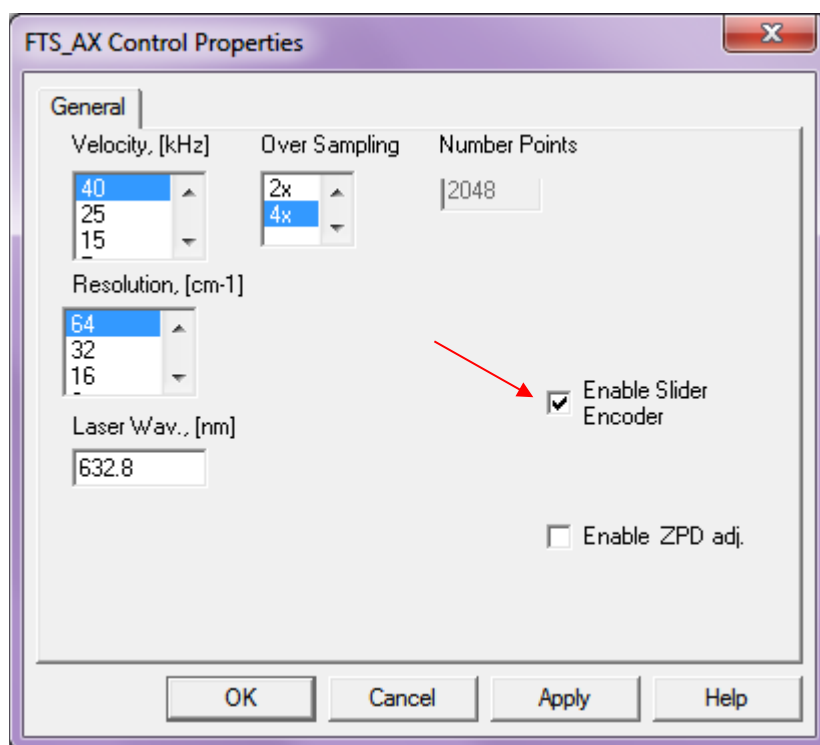 FTS_AX Control Properties
General
Velocity, [kHz]
Over Sampling
Number Points
40
25
15
2x
4x
2048
Resolution, [cm-1]
64
32
16
Enable Slider
Encoder
Laser Wav., [nm]
632.8
Enable ZPD adj.
OK
Cancel
Apply
Help